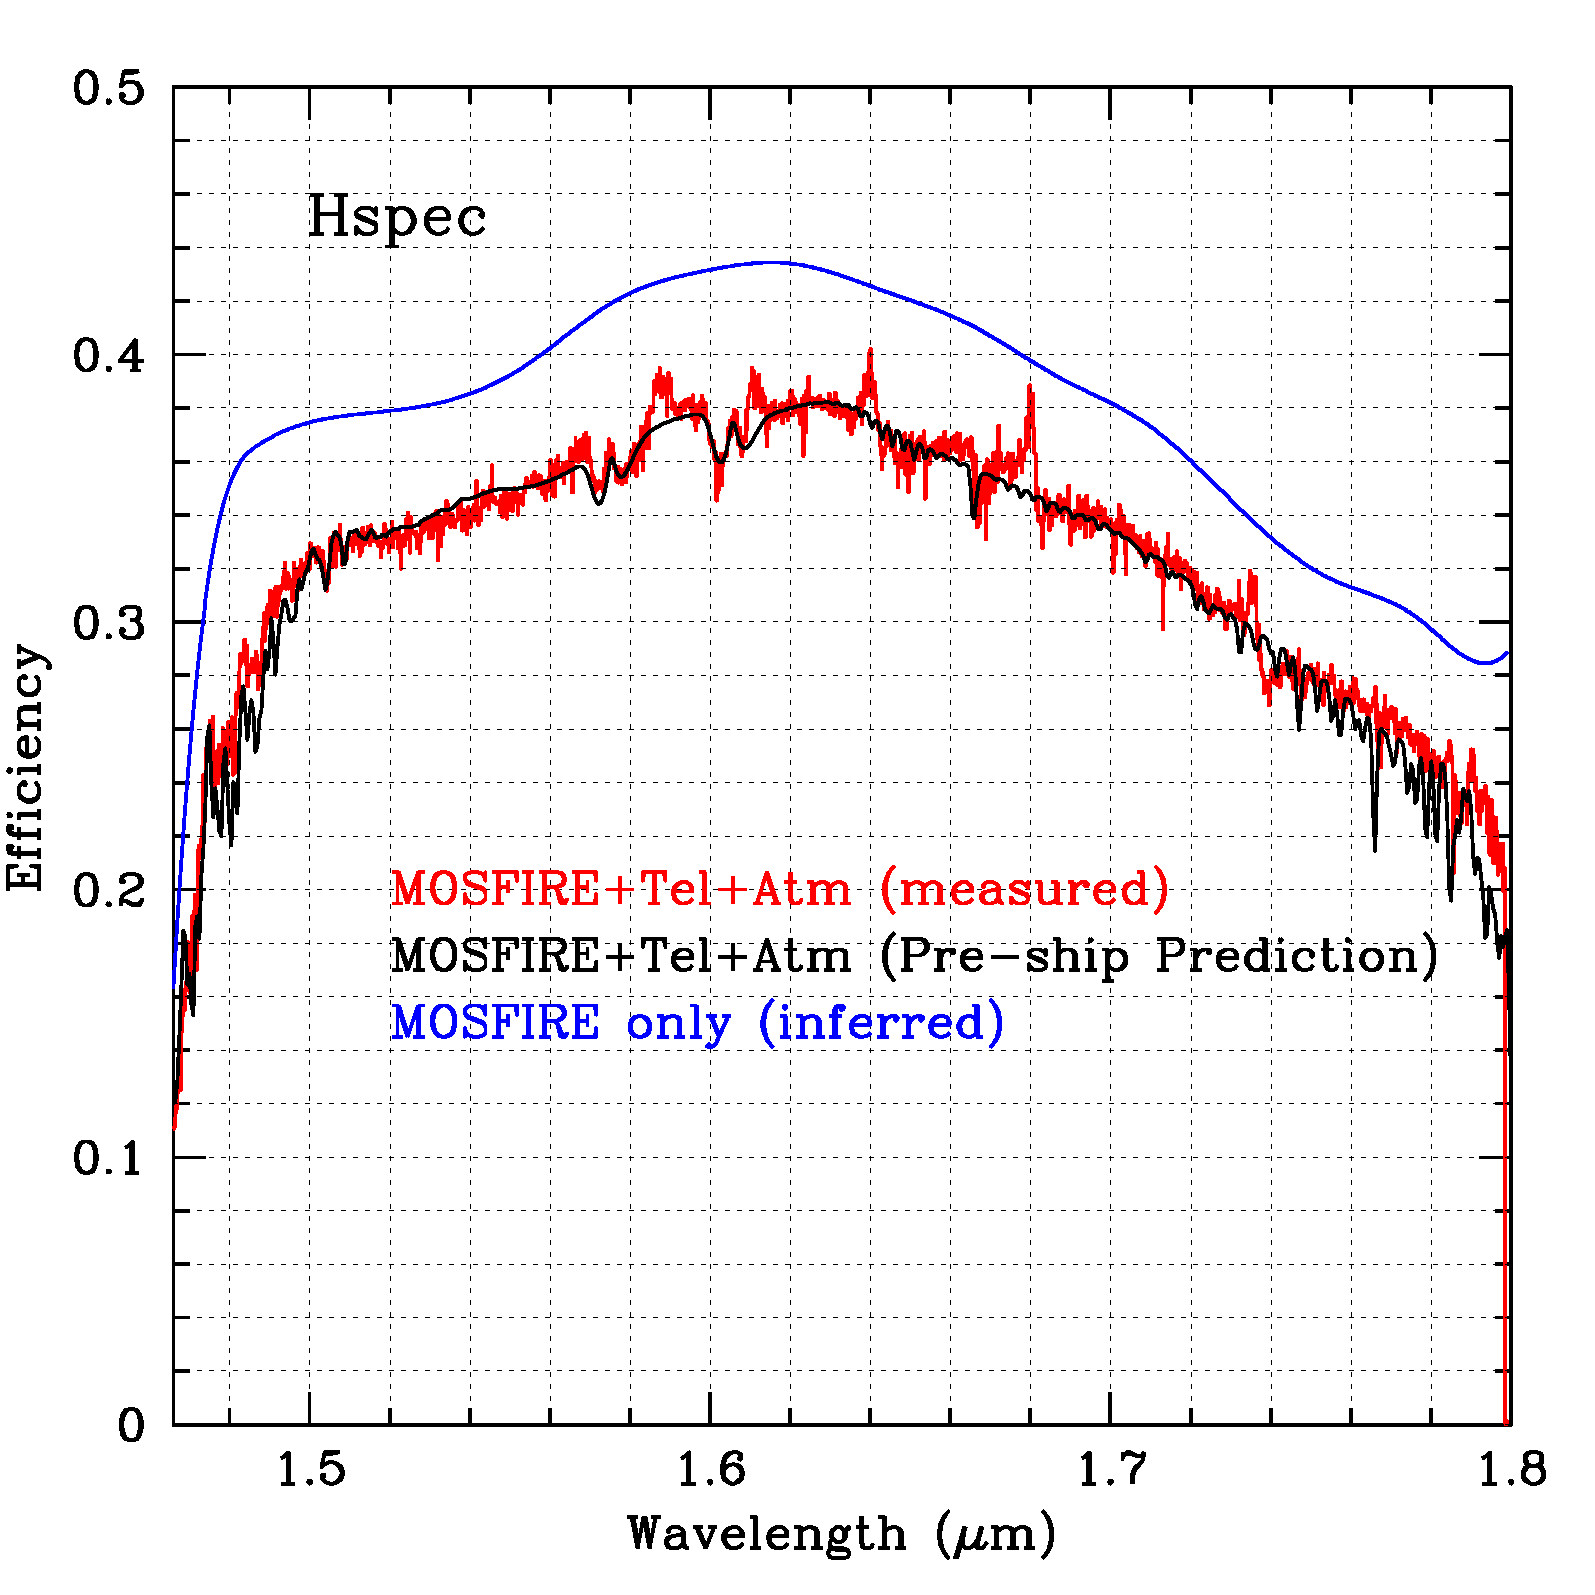 0.5
Hspec
0.4
0.3
Efficiency
0.2
MOSFIRE+Tel+Atm (measured)
MOSFIRE+Tel+Atm (Pre-ship Prediction)
MOSFIRE only (inferred)
0.1
0
1.5 1.6 1.7 1.8
Wavelength (μm)